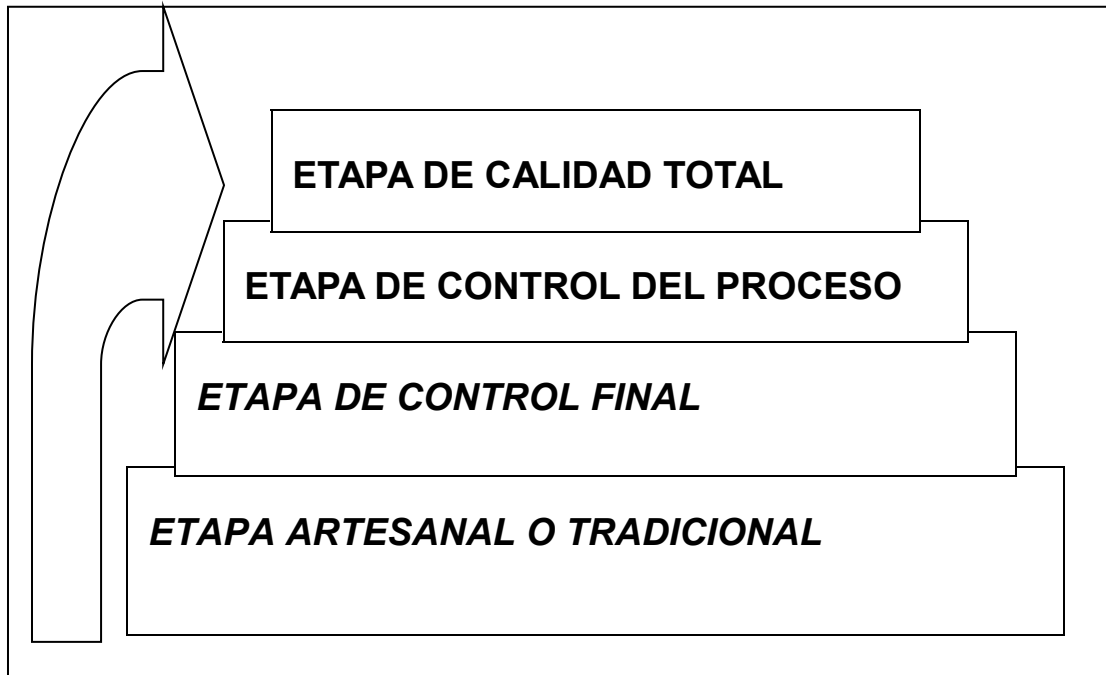 ETAPA DE CALIDAD TOTAL
ETAPA DE CONTROL DEL PROCESO
ETAPA DE CONTROL FINAL
ETAPA ARTESANAL O TRADICIONAL